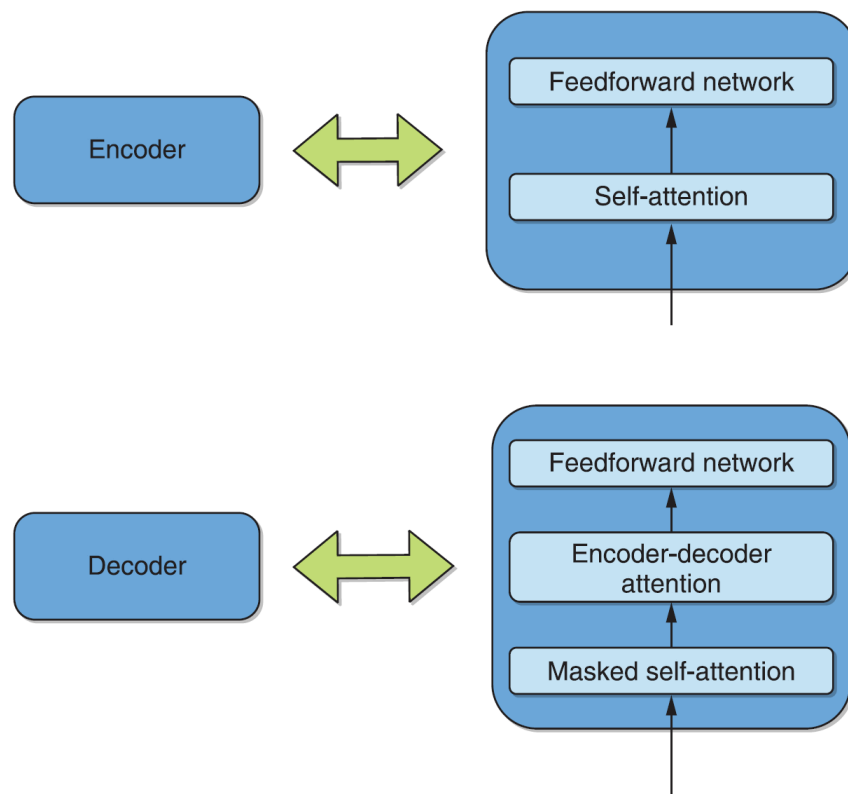 Encoder
Feedforward network
Self-attention
Decoder
Feedforward network
Encoder-decoder
attention
Masked self-attention